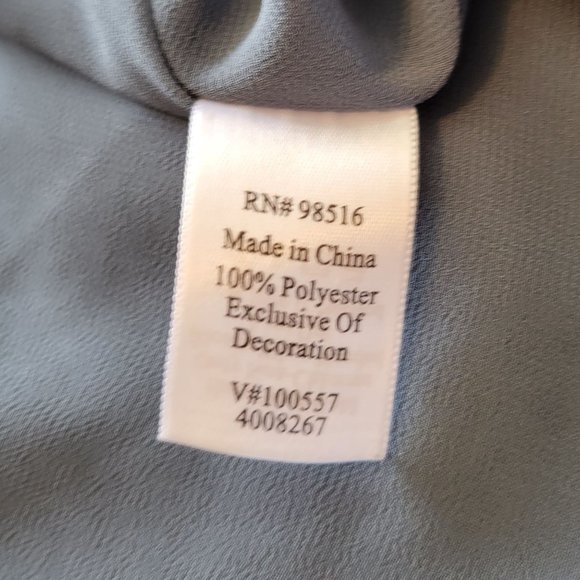 RN# 98516
Made in China
100% Polyester
Exclusive Of
Decoration
V#100557
4008267